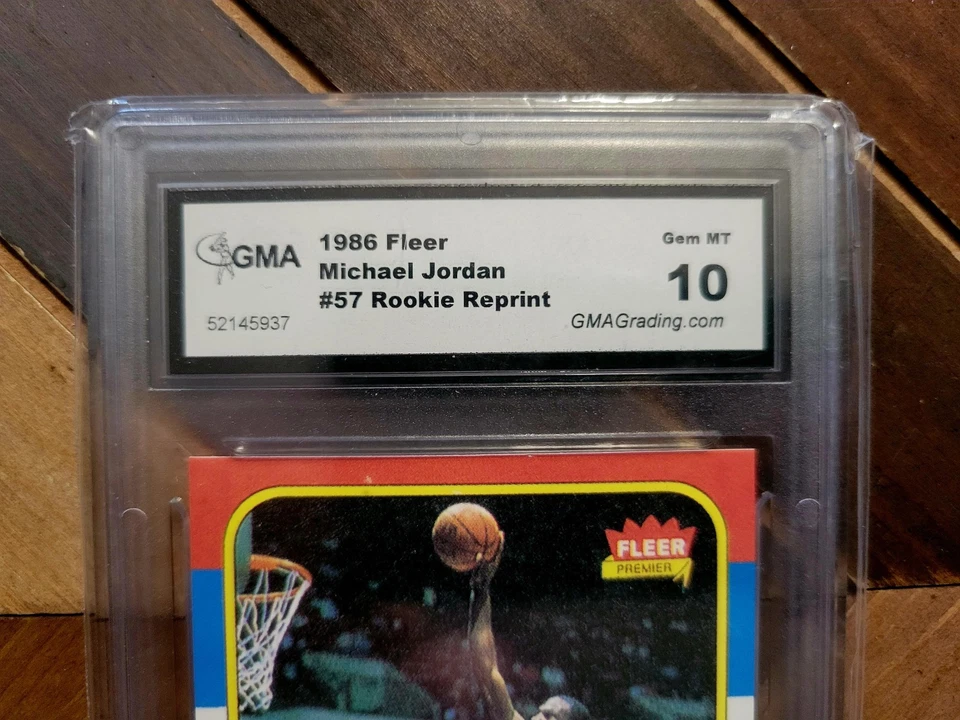 GMA
1986 Fleer
Michael Jordan
#57 Rookie Reprint
52145937
Gem MT
10
GMAGrading.com
FLEER
PREMIER